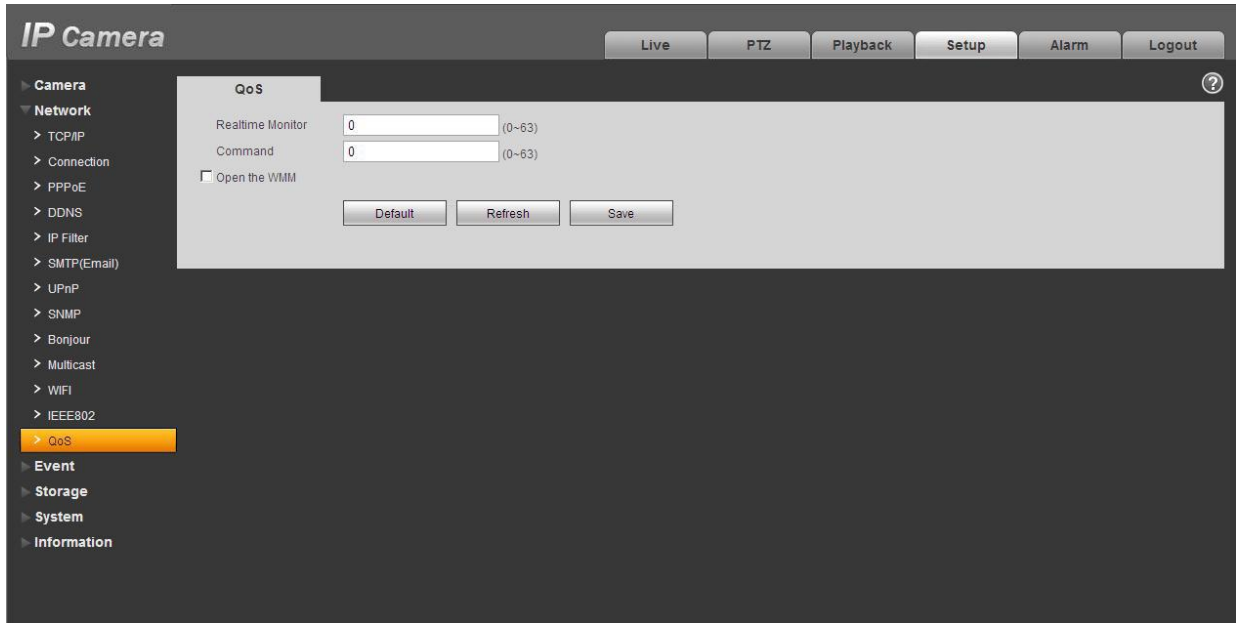 IP Camera
Live
PTZ
Playback
Setup
Alarm
Logout
?
Camera
Network
> TCP/IP
> Connection
> PPPoE
> DDNS
> IP Filter
> SMTP(Email)
> UPnP
> SNMP
> Bonjour
> Multicast
> WIFI
> IEEE802
> QoS
Event
Storage
System
Information
QoS
Realtime Monitor 0 (0~63)
Command 0 (0~63)
Open the WMM
Default Refresh Save